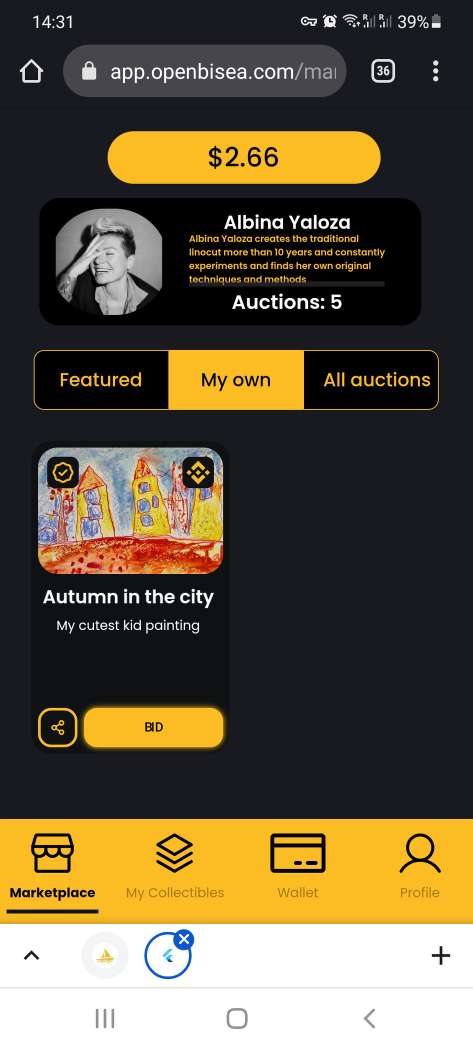 14:31
R R 39%
app.openbisea.com/mar
36
$2.66
Albina Yaloza
Albina Yaloza creates the traditional
linocut more than 10 years and constantly
experiments and finds her own original
techniques and methods
Auctions: 5
Featured My own All auctions
Autumn in the city
My cutest kid painting
BID
Marketplace My Collectibles Wallet Profile